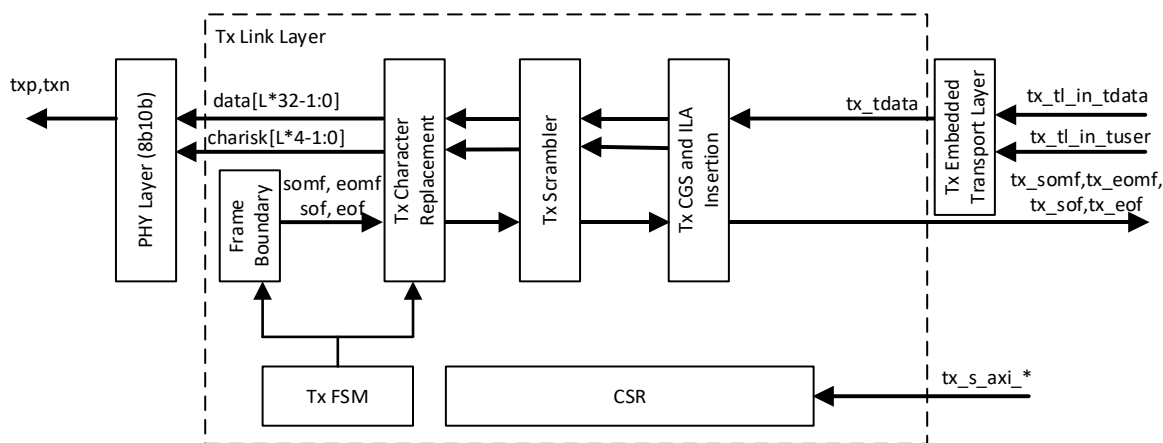 Tx Link Layer
txp,txn
PHY Layer (8b10b)
data[L*32-1:0]
charisk[L*4-1:0]
Frame
Boundary
somf, eomf,
sof, eof
Tx Character
Replacement
Tx Scrambler
Tx CGS and ILA
Insertion
tx_tdata
Tx Embedded
Transport Layer
tx_tl_in_tdata
tx_tl_in_tuser
tx_somf,tx_eomf,
tx_sof,tx_eof
Tx FSM
CSR
tx_s_axi_*